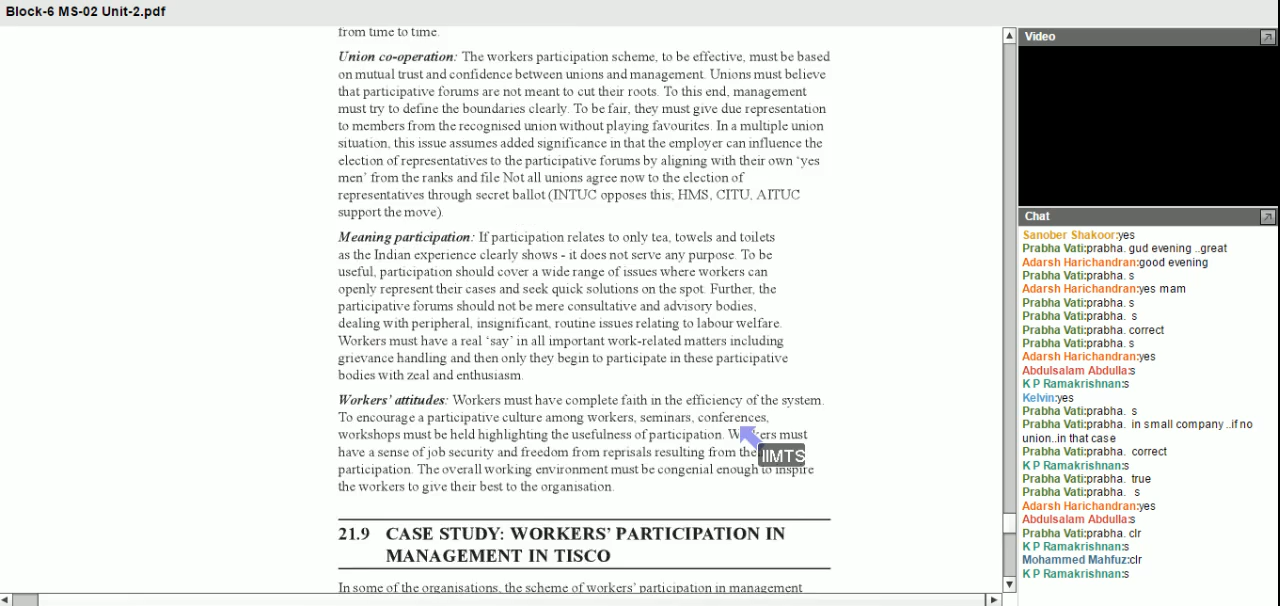 Block-6 MS-02 Unit-2.pdf
from time to time.
Union co-operation: The workers participation scheme, to be effective, must be based
on mutual trust and confidence between unions and management. Unions must believe
that participative forums are not meant to cut their roots. To this end, management
must try to define the boundaries clearly. To be fair, they must give due representation
to members from the recognised union without playing favourites. In a multiple union
situation, this issue assumes added significance in that the employer can influence the
election of representatives to the participative forums by aligning with their own ‘yes
men’ from the ranks and file Not all unions agree now to the election of
representatives through secret ballot (INTUC opposes this; HMS, CITU, AITUC
support the move).
Meaning participation: If participation relates to only tea, towels and toilets
as the Indian experience clearly shows - it does not serve any purpose. To be
useful, participation should cover a wide range of issues where workers can
openly represent their cases and seek quick solutions on the spot. Further, the
participative forums should not be mere consultative and advisory bodies,
dealing with peripheral, insignificant, routine issues relating to labour welfare.
Workers must have a real ‘say’ in all important work-related matters including
grievance handling and then only they begin to participate in these participative
bodies with zeal and enthusiasm.
Workers’ attitudes: Workers must have complete faith in the efficiency of the system.
To encourage a participative culture among workers, seminars, conferences,
workshops must be held highlighting the usefulness of participation. must
have a sense of job security and freedom from reprisals resulting from
participation. The overall working environment must be congenial enough to inspire
the workers to give their best to the organisation.
IIMTS
21.9 CASE STUDY: WORKERS’ PARTICIPATION IN
MANAGEMENT IN TISCO
In some of the organisations, the scheme of workers’ participation in management
Video
Chat
Sanober Shakoor:yes
Prabha Vati:prabha. gud evening ..great
Adarsh Harichandran:good evening
Prabha Vati:prabha. s
Adarsh Harichandran:yes mam
Prabha Vati:prabha. s
Prabha Vati:prabha. s
Prabha Vati:prabha. correct
Prabha Vati:prabha. s
Adarsh Harichandran:yes
Abdulsalam Abdulla:s
K P Ramakrishnan:s
Kelvin:yes
Prabha Vati:prabha. s
Prabha Vati:prabha. in small company ..if no
union..in that case
Prabha Vati:prabha. correct
K P Ramakrishnan:s
Prabha Vati:prabha. true
Prabha Vati:prabha. s
Adarsh Harichandran:yes
Abdulsalam Abdulla:s
Prabha Vati:prabha. clr
K P Ramakrishnan:s
Mohammed Mahfuz:clr
K P Ramakrishnan:s